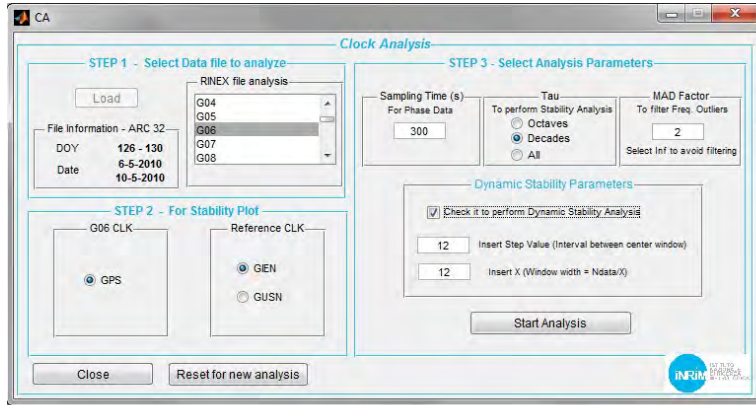 CA
Clock Analysis
STEP 1 - Select Data file to analyze
Load
File Information - ARC 32
DOY 126 - 130
Date 6-5-2010
10-5-2010
RINEX file analysis
G04
G05
G06
G07
G08
STEP 2 - For Stability Plot
G06 CLK
GPS
Reference CLK
GIEN
GUSN
Close
Reset for new analysis
STEP 3 - Select Analysis Parameters
Sampling Time (s)
For Phase Data
300
Tau
To perform Stability Analysis
Octaves
Decades
All
MAD Factor
To filter Freq. Outliers
2
Select Inf to avoid filtering
Dynamic Stability Parameters
Check it to perform Dynamic Stability Analysis
12 Insert Step Value (Interval between center window)
12 Insert X (Window width = Ndata/X)
Start Analysis
iNRiM